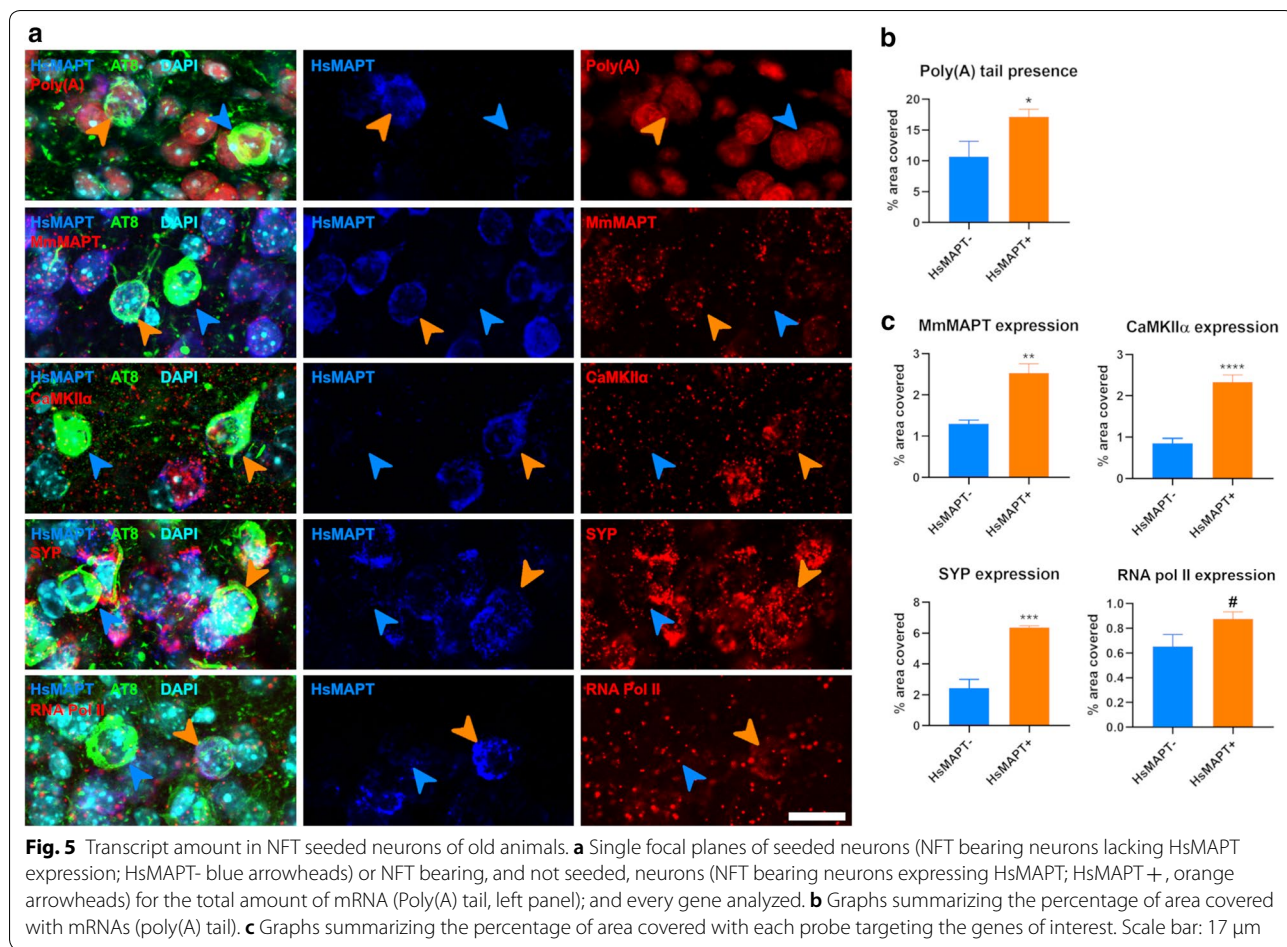 a
HsMAPT AT8 DAPI
Poly(A)
HsMAPT
Poly(A)
HsMAPT AT8 DAPI
MmMAPT
HsMAPT
MmMAPT
HsMAPT AT8 DAPI
CaMKIIα
HsMAPT
CaMKIIα
HsMAPT AT8 DAPI
SYP
HsMAPT
SYP
HsMAPT AT8 DAPI
RNA Pol II
HsMAPT
RNA Pol II
b
Poly(A) tail presence
% area covered
20
15
10
5
0
*
HsMAPT-
HsMAPT+
c
MmMAPT expression
% area covered
3
2
1
0
**
HsMAPT-
HsMAPT+
CaMKIIα expression
% area covered
3
2
1
0
****
HsMAPT-
HsMAPT+
SYP expression
% area covered
8
6
4
2
0
***
HsMAPT-
HsMAPT+
RNA pol II expression
% area covered
1.0
0.8
0.6
0.4
0.2
0.0
#
HsMAPT-
HsMAPT+
Fig. 5 Transcript amount in NFT seeded neurons of old animals. a Single focal planes of seeded neurons (NFT bearing neurons lacking HsMAPT
expression; HsMAPT- blue arrowheads) or NFT bearing, and not seeded, neurons (NFT bearing neurons expressing HsMAPT; HsMAPT +, orange
arrowheads) for the total amount of mRNA (Poly(A) tail, left panel); and every gene analyzed. b Graphs summarizing the percentage of area covered
with mRNAs (poly(A) tail). c Graphs summarizing the percentage of area covered with each probe targeting the genes of interest. Scale bar: 17 μm